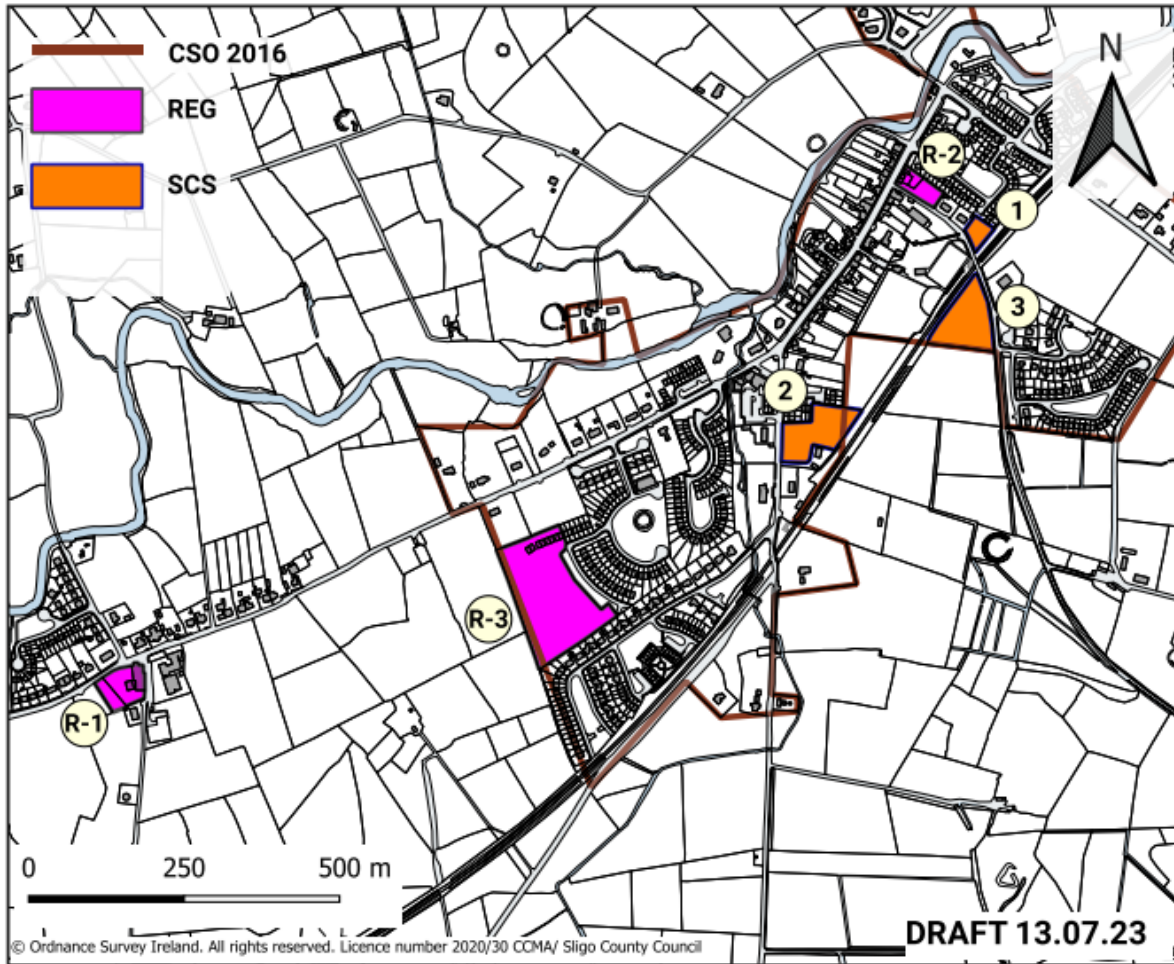 CSO 2016
REG
SCS
N
R-2
1
3
2
R-3
R-1
0 250 500 m
DRAFT 13.07.23
© Ordnance Survey Ireland. All rights reserved. Licence number 2020/30 CCMA/ Sligo County Council